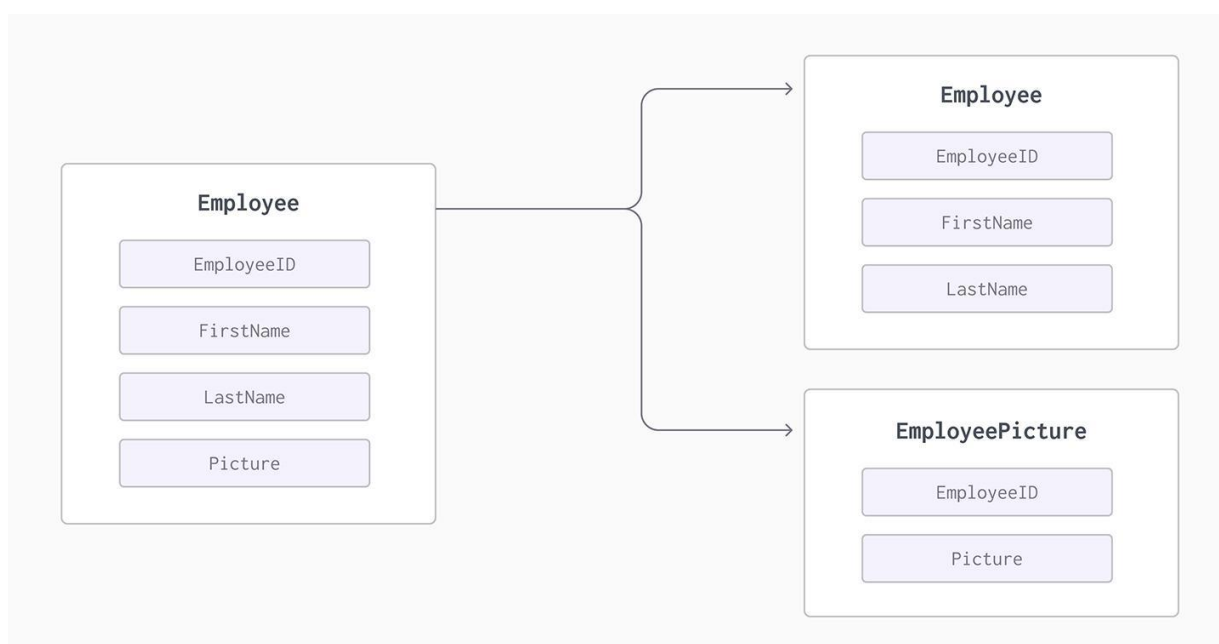 Employee
EmployeeID
FirstName
LastName
Picture
Employee
EmployeeID
FirstName
LastName
EmployeePicture
EmployeeID
Picture